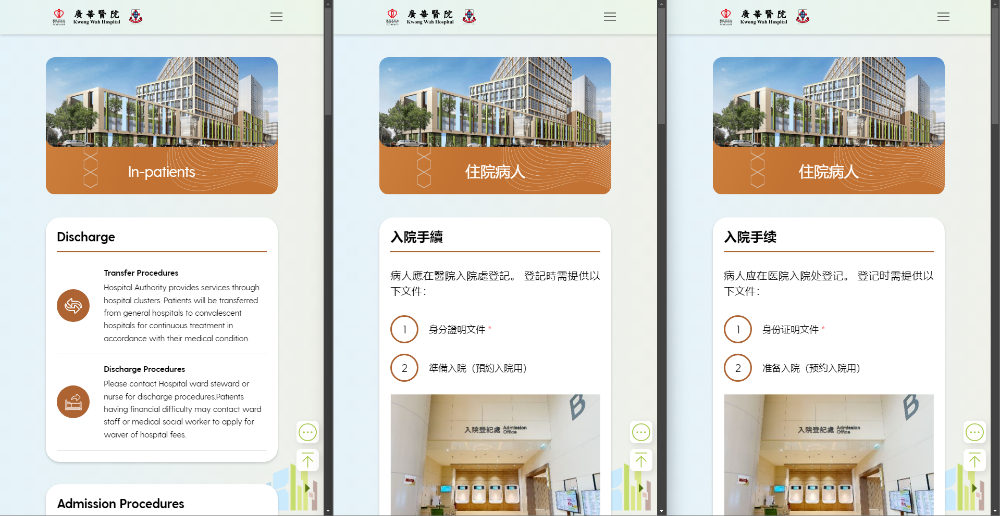 廣華醫院
Kwong Wah Hospital
In-patients
Discharge
Transfer Procedures
Hospital Authority provides services through
hospital clusters. Patients will be transferred
from general hospitals to convalescent
hospitals for continuous treatment in
accordance with their medical condition.
Discharge Procedures
Please contact Hospital ward steward or
nurse for discharge procedures.Patients
having financial difficulty may contact ward
staff or medical social worker to apply for
waiver of hospital fees.
Admission Procedures
廣華醫院
Kwong Wah Hospital
住院病人
入院手續
病人應在醫院入院處登記。 登記時需提供以
下文件：
1 身分證明文件 *
2 準備入院（預約入院用）
B
入院登記處 Admission
Office
廣華醫院
Kwong Wah Hospital
住院病人
入院手续
病人应在医院入院处登记。 登记时需提供以
下文件：
1 身份证明文件 *
2 准备入院（预约入院用）
B
入院登記處 Admission
Office